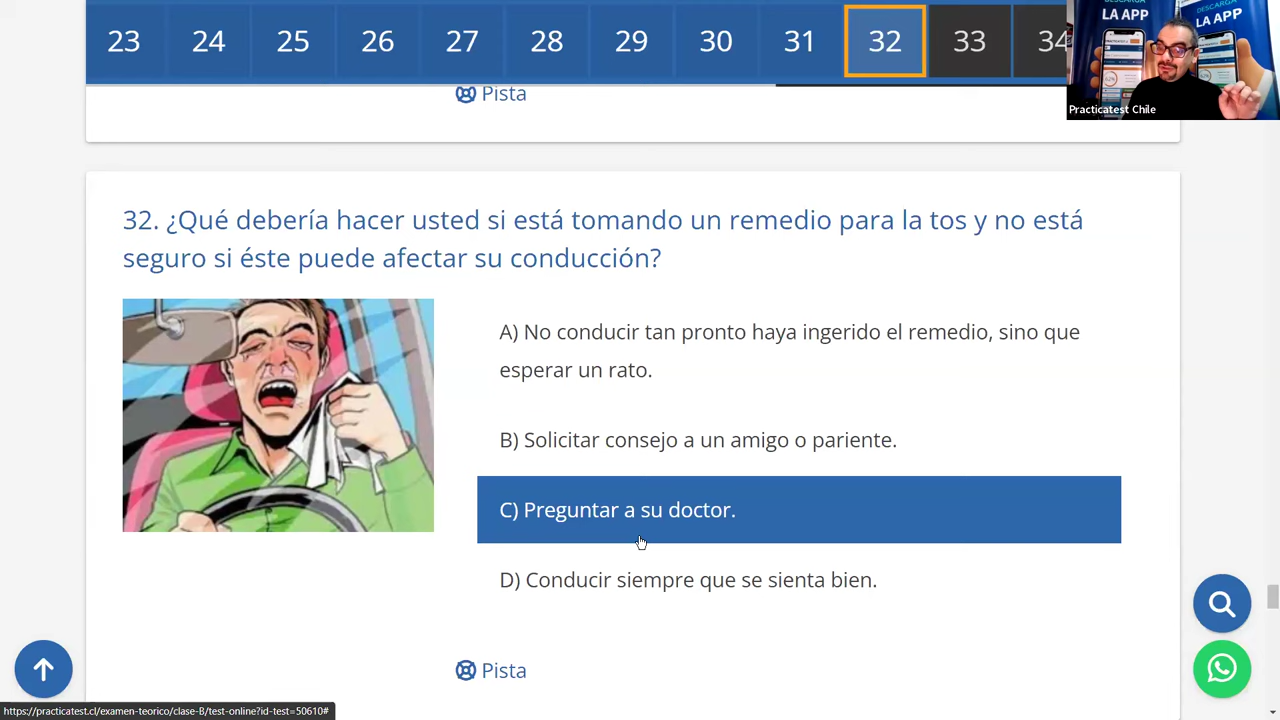 23 24 25 26 27 28 29 30 31 32 33 34
DESCARGA
LA APP
DESCARGA
LA APP
Practicatest Chile
Pista
32. ¿Qué debería hacer usted si está tomando un remedio para la tos y no está
seguro si éste puede afectar su conducción?
A) No conducir tan pronto haya ingerido el remedio, sino que
esperar un rato.
B) Solicitar consejo a un amigo o pariente.
C) Preguntar a su doctor.
D) Conducir siempre que se sienta bien.
Pista
https://practicatest.cl/examen-teorico/clase-B/test-online?id-test=50610#